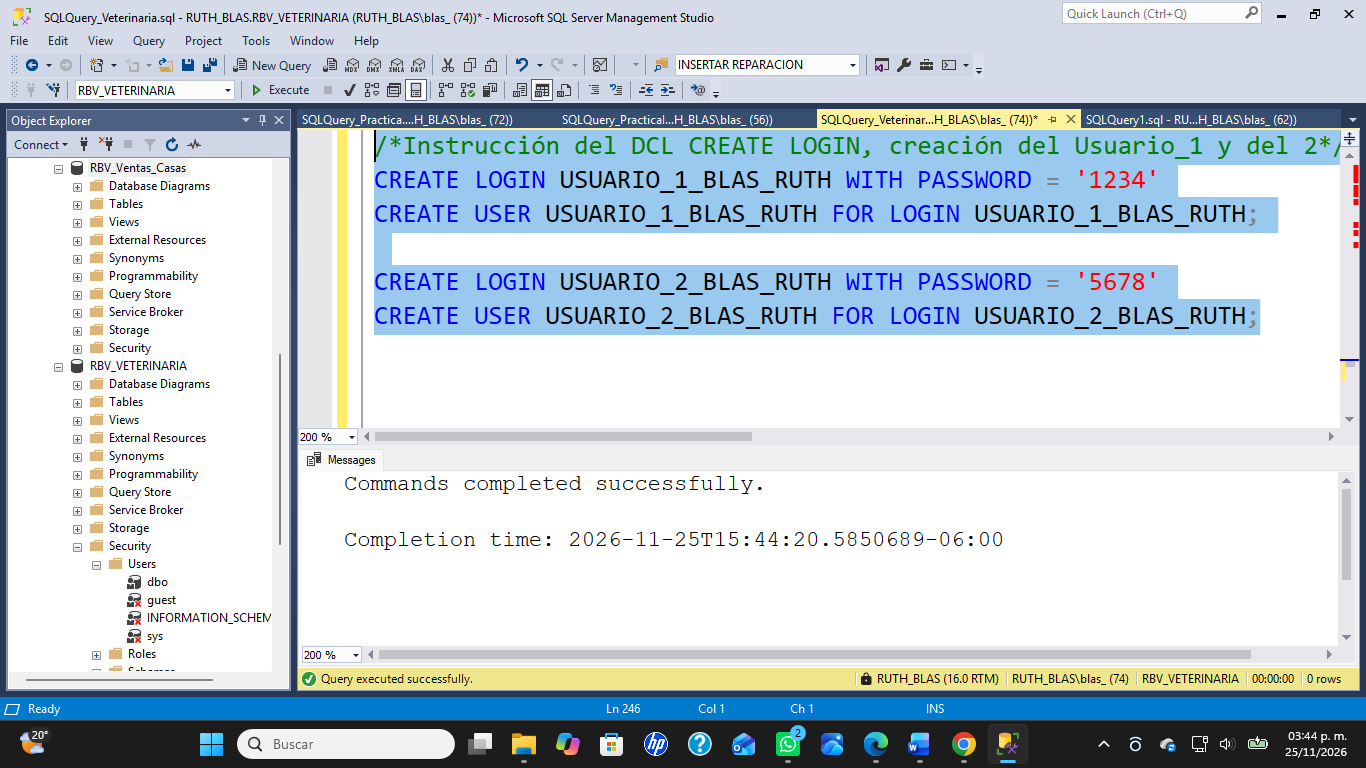 SQLQuery_Veterinaria.sql - RUTH_BLAS.RBV_VETERINARIA (RUTH_BLAS\blas_ (74))* - Microsoft SQL Server Management Studio
Quick Launch (Ctrl+Q)
File Edit View Query Project Tools Window Help
New Query MDX DMX XMLA DAX INSERTAR REPARACION
RBV_VETERINARIA Execute
Object Explorer
Connect
RBV_Ventas_Casas
Database Diagrams
Tables
Views
External Resources
Synonyms
Programmability
Query Store
Service Broker
Storage
Security
RBV_VETERINARIA
Database Diagrams
Tables
Views
External Resources
Synonyms
Programmability
Query Store
Service Broker
Storage
Security
Users
dbo
guest
INFORMATION_SCHEM
sys
Roles
Schemas
SQLQuery_Practica....H_BLAS\blas_ (72)) SQLQuery_Practical....H_BLAS\blas_ (56)) SQLQuery_Veterinar...H_BLAS\blas_ (74))* SQLQuery1.sql - RU...H_BLAS\blas_ (62))
/*Instrucción del DCL CREATE LOGIN, creación del Usuario_1 y del 2*/
CREATE LOGIN USUARIO_1_BLAS_RUTH WITH PASSWORD = '1234'
CREATE USER USUARIO_1_BLAS_RUTH FOR LOGIN USUARIO_1_BLAS_RUTH;
CREATE LOGIN USUARIO_2_BLAS_RUTH WITH PASSWORD = '5678'
CREATE USER USUARIO_2_BLAS_RUTH FOR LOGIN USUARIO_2_BLAS_RUTH;
200 %
Messages
Commands completed successfully.
Completion time: 2026-11-25T15:44:20.5850689-06:00
200 %
Query executed successfully. RUTH_BLAS (16.0 RTM) RUTH_BLAS\blas_ (74) RBV_VETERINARIA 00:00:00 0 rows
Ready Ln 246 Col 1 Ch 1 INS
20° Buscar 2 03:44 p. m.
25/11/2026